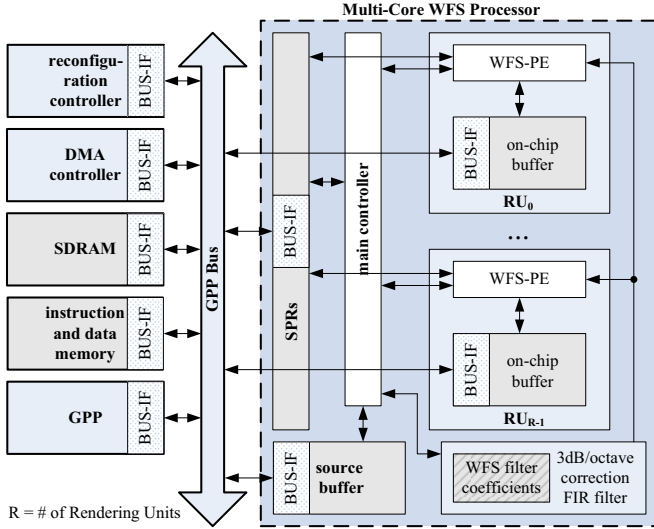 Multi-Core WFS Processor
reconfigu-
ration
controller
BUS-IF
DMA
controller
BUS-IF
SDRAM
BUS-IF
instruction
and data
memory
BUS-IF
GPP
BUS-IF
R = # of Rendering Units
GPP Bus
SPRs
BUS-IF
main controller
BUS-IF
source
buffer
WFS-PE
BUS-IF
on-chip
buffer
RU0
...
WFS-PE
BUS-IF
on-chip
buffer
RUR-1
WFS filter
coefficients
3dB/octave
correction
FIR filter